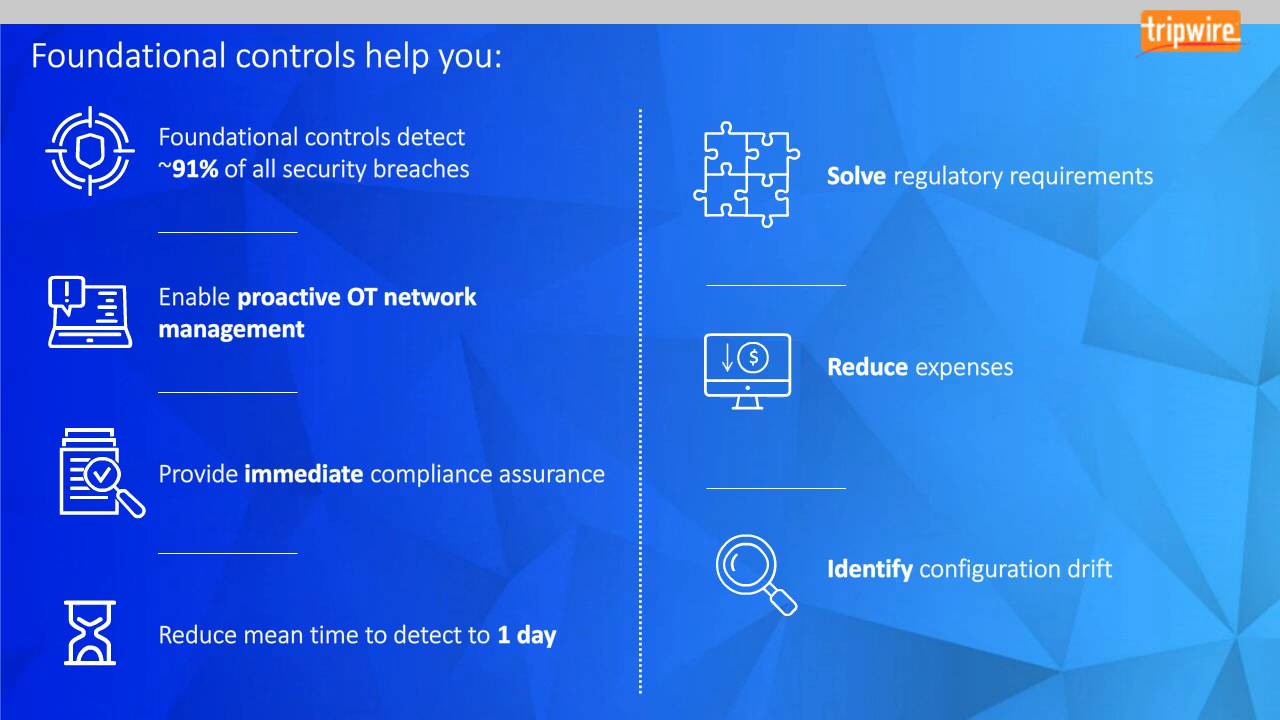 tripwire
Foundational controls help you:
Foundational controls detect
~91% of all security breaches
Enable proactive OT network
management
Provide immediate compliance assurance
Reduce mean time to detect to 1 day
Solve regulatory requirements
$
Reduce expenses
Identify configuration drift